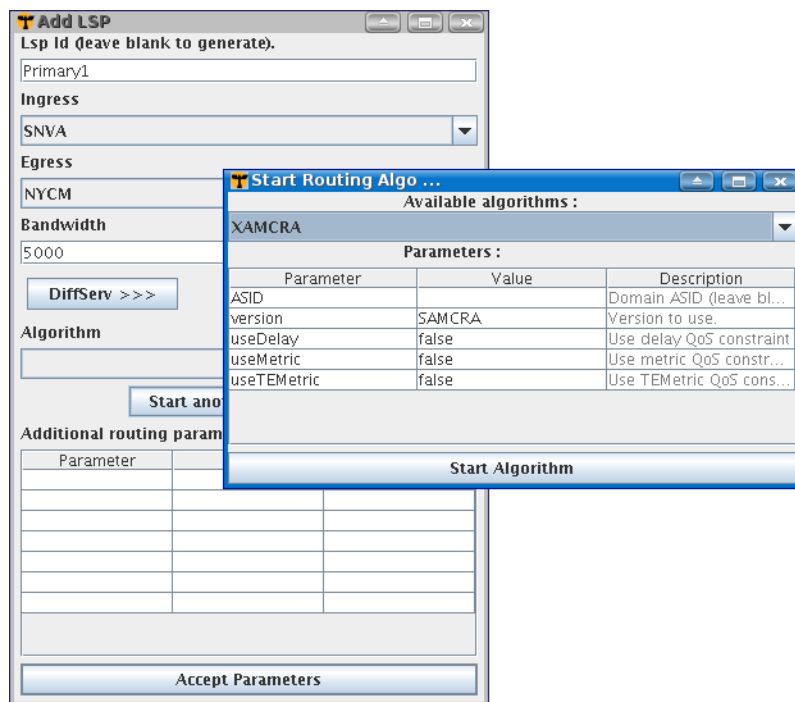 Add LSP
Lsp Id (leave blank to generate).
Primary1
Ingress
SNVA
Egress
NYCM
Bandwidth
5000
DiffServ >>>
Algorithm
Start ano
Additional routing param
Parameter
Accept Parameters
Start Routing Algo ...
Available algorithms :
XAMCRA
Parameters :
Parameter Value Description
ASID Domain ASID (leave bl...
version SAMCRA Version to use.
useDelay false Use delay QoS constraint
useMetric false Use metric QoS constr...
useTEMetric false Use TEMetric QoS cons...
Start Algorithm